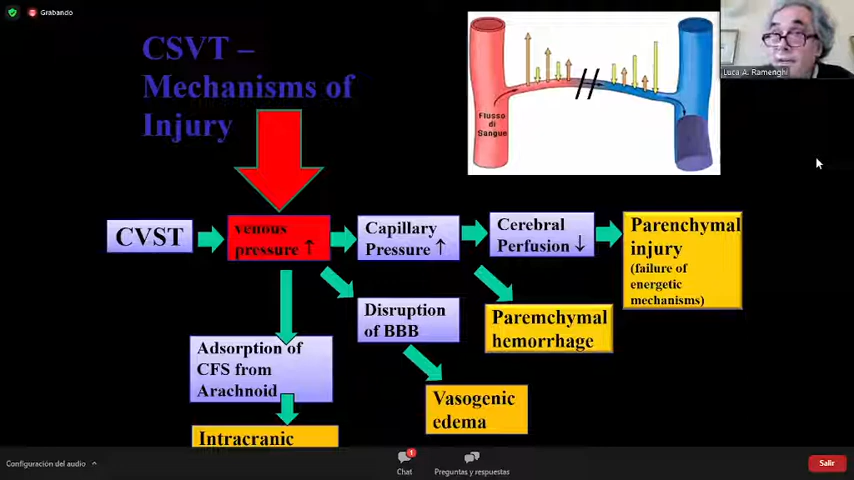 Grabando
CSVT –
Mechanisms of
Injury
Flusso
di
Sangue
Luca A. Ramenghi
CVST
venous
pressure ↑
Capillary
Pressure ↑
Cerebral
Perfusion ↓
Parenchymal
injury
(failure of
energetic
mechanisms)
Disruption
of BBB
Paremchymal
hemorrhage
Adsorption of
CFS from
Arachnoid
Vasogenic
edema
Intracranic
Configuración del audio
1
Chat
Preguntas y respuestas
Salir